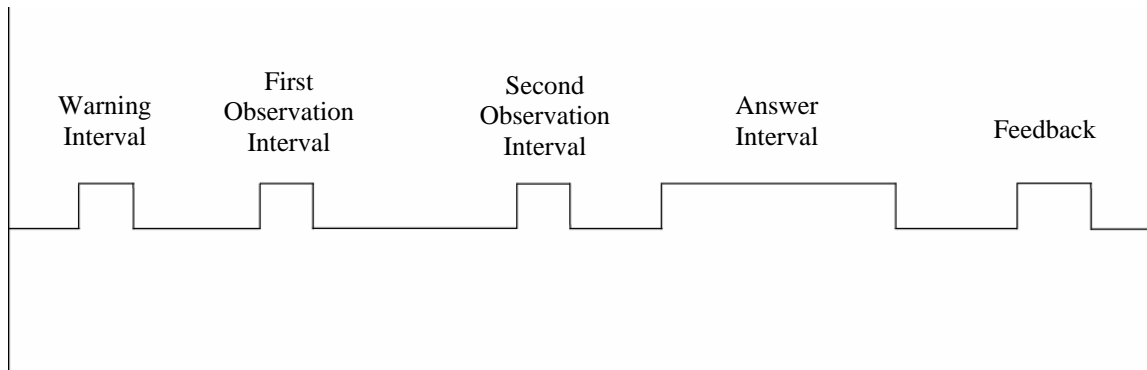 Warning
Interval
First
Observation
Interval
Second
Observation
Interval
Answer
Interval
Feedback